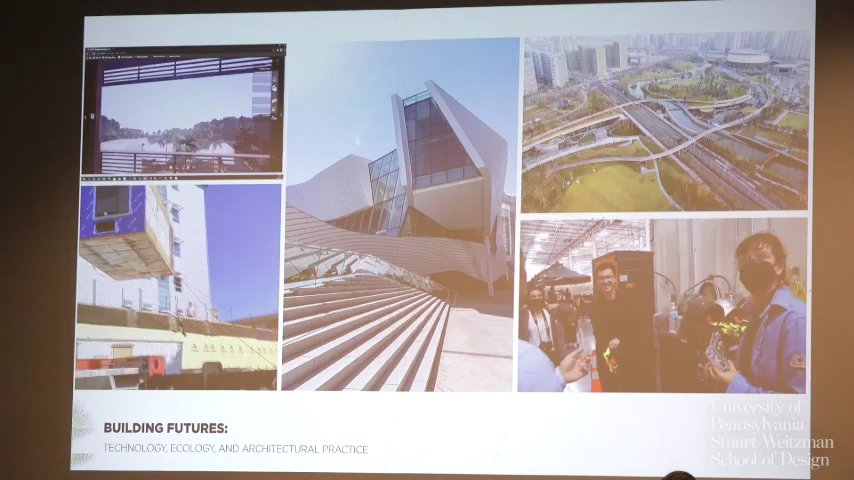 BUILDING FUTURES:
TECHNOLOGY, ECOLOGY, AND ARCHITECTURAL PRACTICE
University of
Pennsylvania
Stuart Weitzman
School of Design